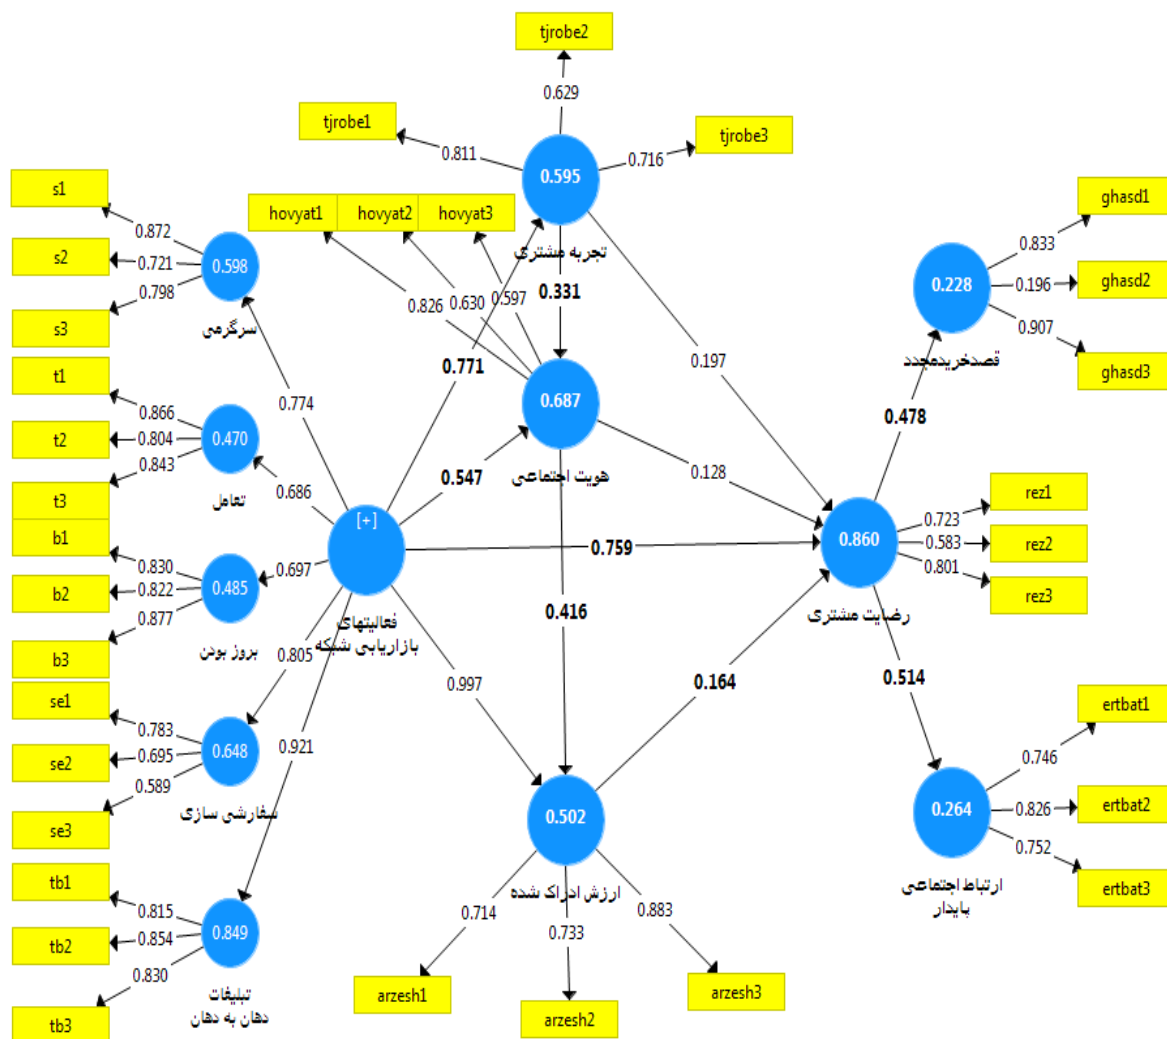 tjrobe2
0.629
tjrobe1
0.811
tjrobe3
0.716
0.595
تجربه مشتری
hovyat1
hovyat2
hovyat3
0.826
0.630
0.597
0.331
0.771
0.197
s1
0.872
s2
0.721
s3
0.798
0.598
سرگرمی
0.774
t1
0.866
t2
0.804
t3
0.843
0.470
تعامل
0.686
b1
0.830
b2
0.822
b3
0.877
0.485
بروز بودن
0.697
[+]
فعالیتهای
بازاریابی شبکه
0.547
0.687
هویت اجتماعی
0.128
0.759
0.416
0.997
se1
0.783
se2
0.695
se3
0.589
0.648
سفارشی سازی
0.805
0.921
tb1
0.815
tb2
0.854
tb3
0.830
0.849
تبلیغات
دهان به دهان
0.502
ارزش ادراک شده
0.714
0.733
0.883
arzesh1
arzesh2
arzesh3
0.164
0.860
رضایت مشتری
0.723
0.583
0.801
rez1
rez2
rez3
0.478
0.228
قصدخریدمجدد
0.833
0.196
0.907
ghasd1
ghasd2
ghasd3
0.514
0.264
ارتباط اجتماعی
پایدار
0.746
0.826
0.752
ertbat1
ertbat2
ertbat3